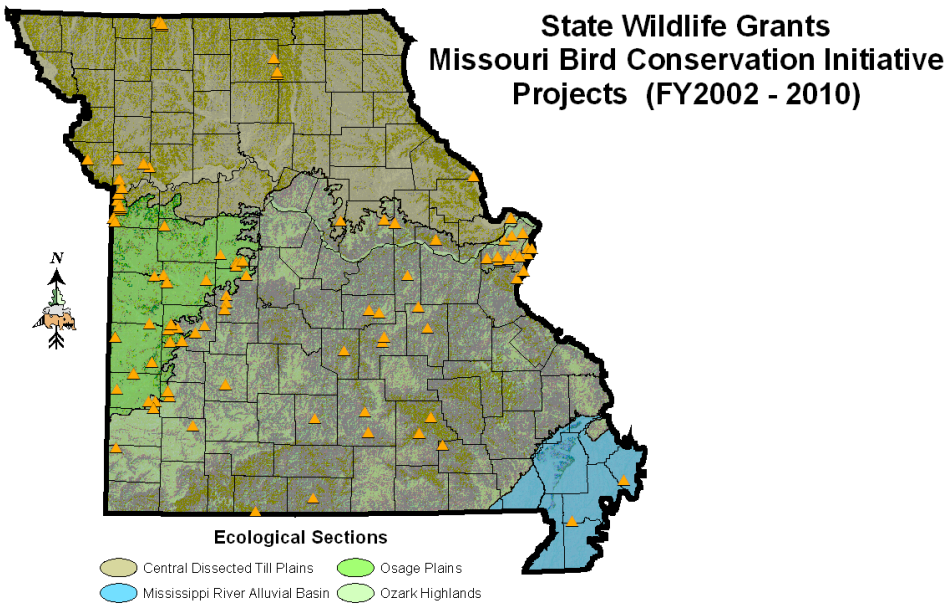 State Wildlife Grants
Missouri Bird Conservation Initiative
Projects (FY2002 - 2010)
N
Ecological Sections
Central Dissected Till Plains
Osage Plains
Mississippi River Alluvial Basin
Ozark Highlands